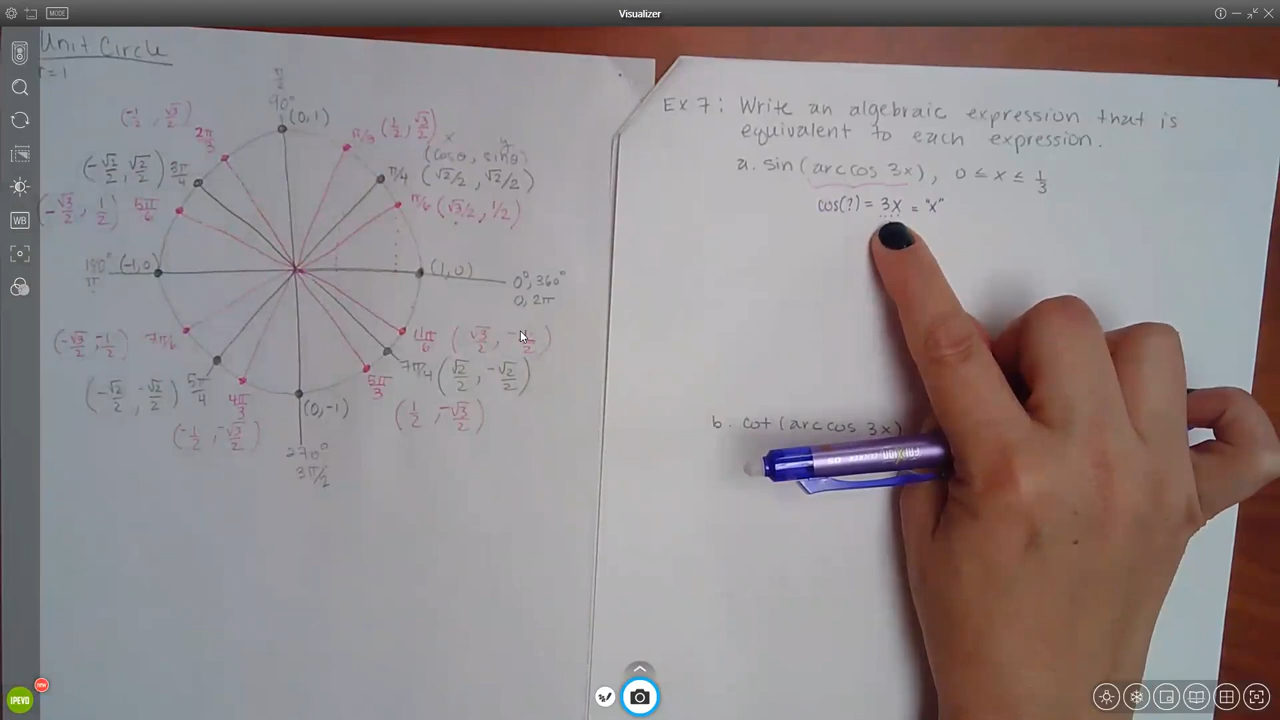 MODE
Visualizer
Unit Circle
r = 1
π/2
90°
(0, 1)
(-1/2, √3/2)
2π/3
π/3 (1/2, √3/2)
x y
(cosθ, sinθ)
(-√2/2, √2/2) 3π/4
π/4 (√2/2, √2/2)
(-√3/2, 1/2) 5π/6
π/6 (√3/2, 1/2)
180° (-1, 0)
π
(1, 0)
0°, 360°
0, 2π
(-√3/2, -1/2) 7π/6
11π/6 (√3/2, -1/2)
(-√2/2, -√2/2) 5π/4
7π/4 (√2/2, -√2/2)
4π/3
5π/3
(0, -1)
(-1/2, -√3/2)
(1/2, -√3/2)
270°
3π/2
Ex 7: Write an algebraic expression that is
equivalent to each expression.
a. sin(arccos 3x), 0 ≤ x ≤ 1/3
cos(?) = 3x = "x"
b. cot(arccos 3x)
IPEVO
new